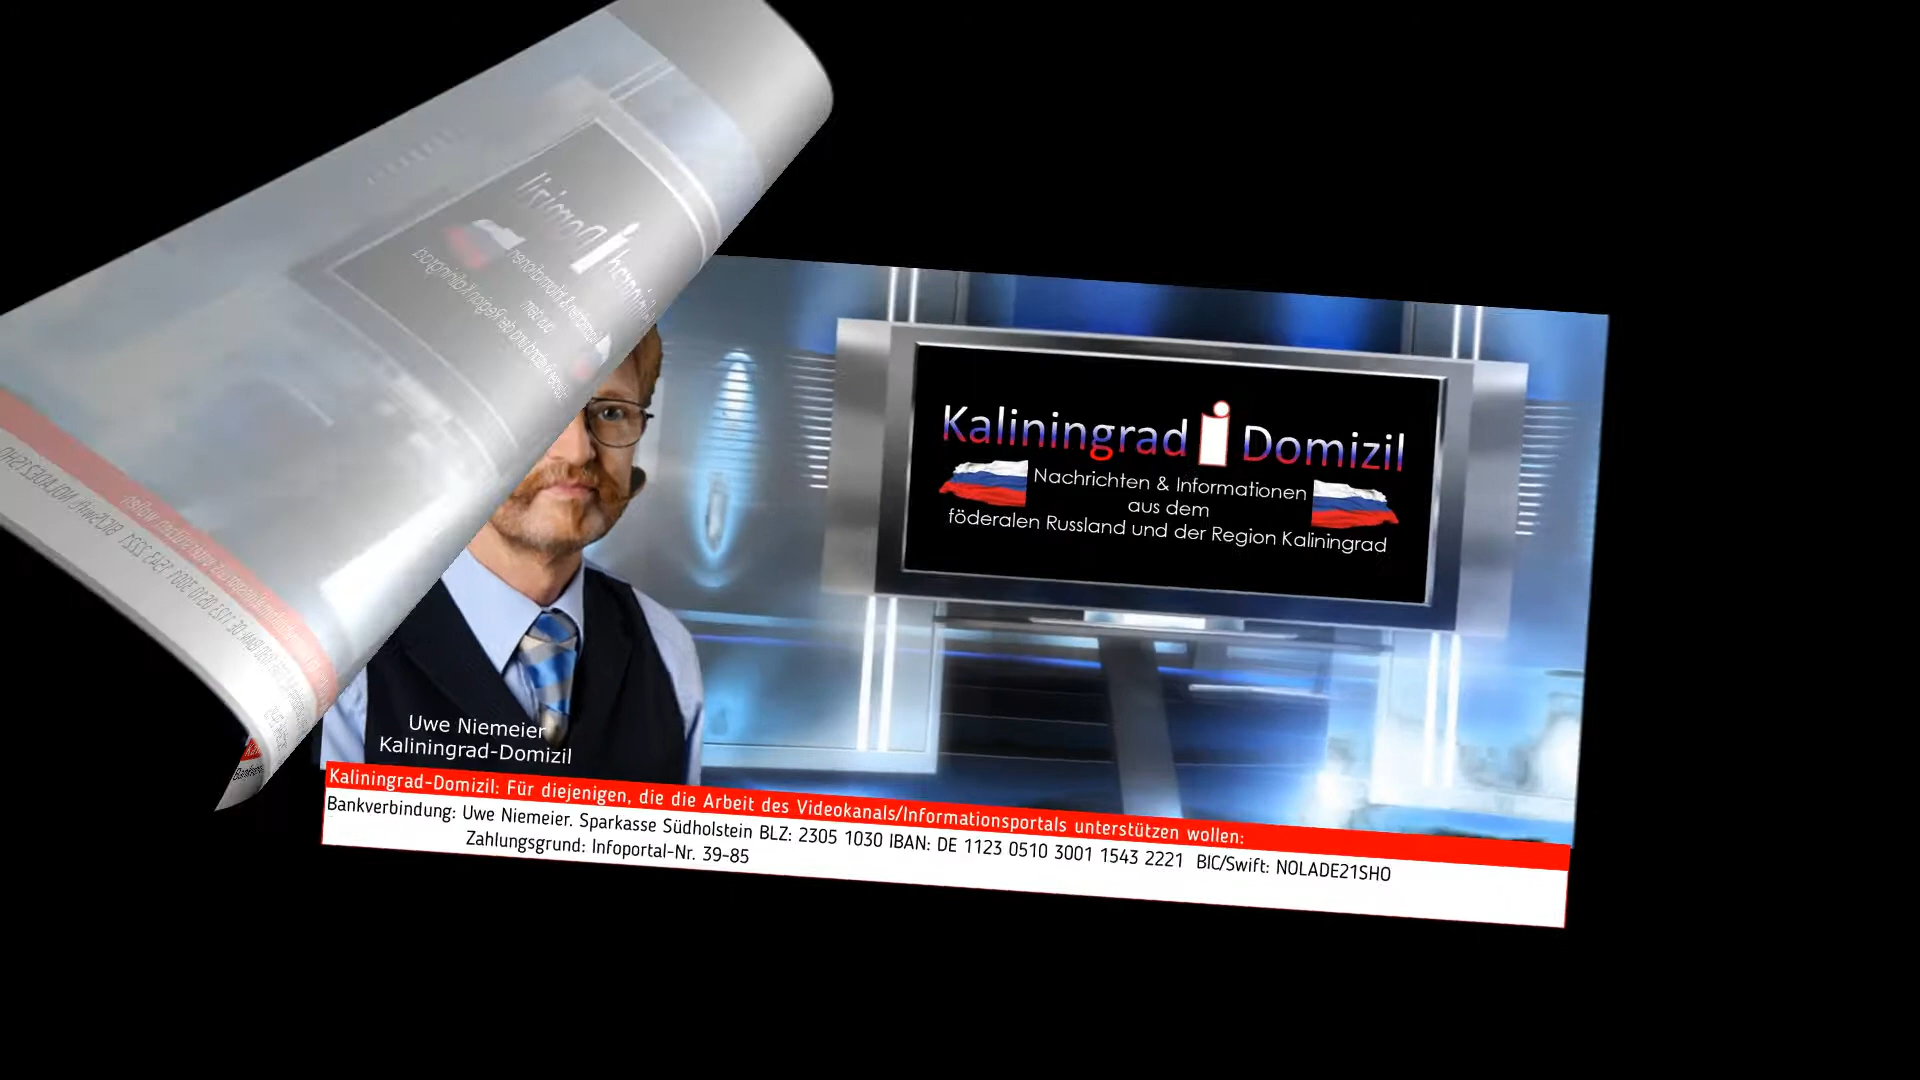 Kaliningrad i Domizil
Nachrichten & Informationen
aus dem
föderalen Russland und der Region Kaliningrad
Uwe Niemeier
Kaliningrad-Domizil
Kaliningrad-Domizil: Für diejenigen, die die Arbeit des Videokanals/Informationsportals unterstützen wollen:
Bankverbindung: Uwe Niemeier. Sparkasse Südholstein BLZ: 2305 1030 IBAN: DE 1123 0510 3001 1543 2221 BIC/Swift: NOLADE21SHO
Zahlungsgrund: Infoportal-Nr. 39-85